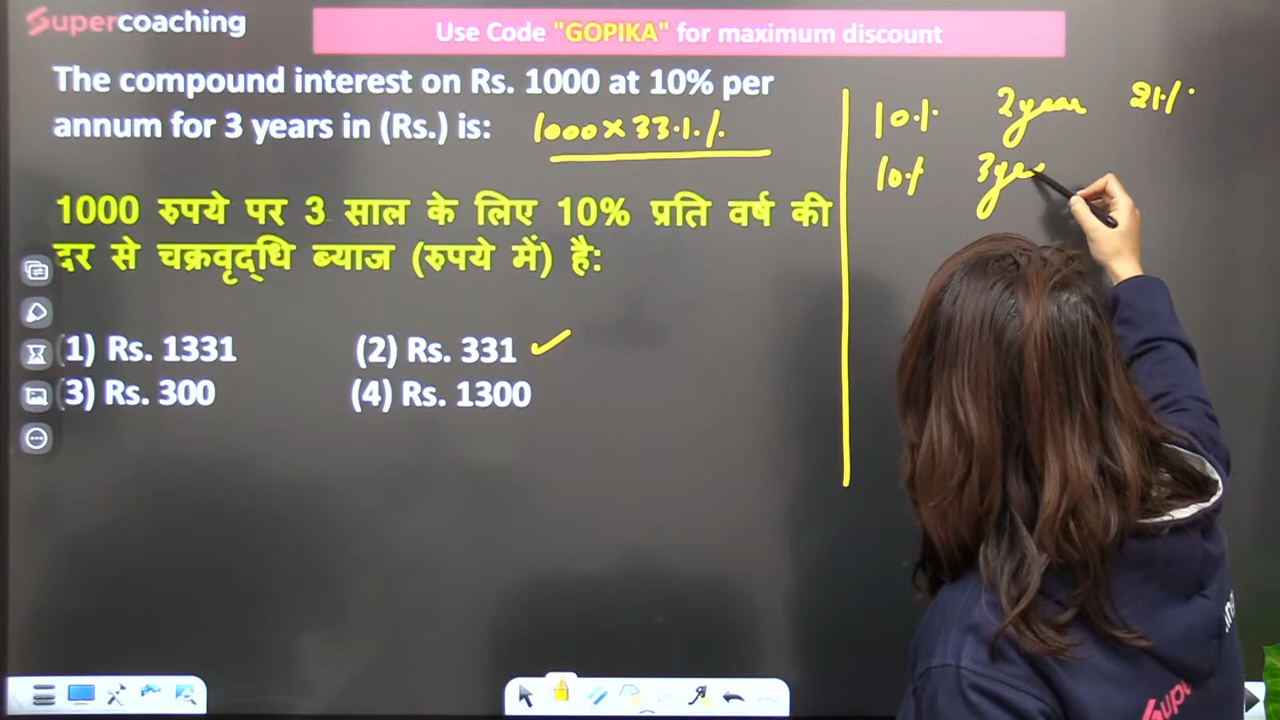 Supercoaching
Use Code "GOPIKA" for maximum discount
The compound interest on Rs. 1000 at 10% per
annum for 3 years in (Rs.) is: 1000 × 33.1%
1000 रुपये पर 3 साल के लिए 10% प्रति वर्ष की
दर से चक्रवृद्धि ब्याज (रुपये में) है:
(1) Rs. 1331 (2) Rs. 331 ✓
(3) Rs. 300 (4) Rs. 1300
10% 2year 21%
10% 3yea